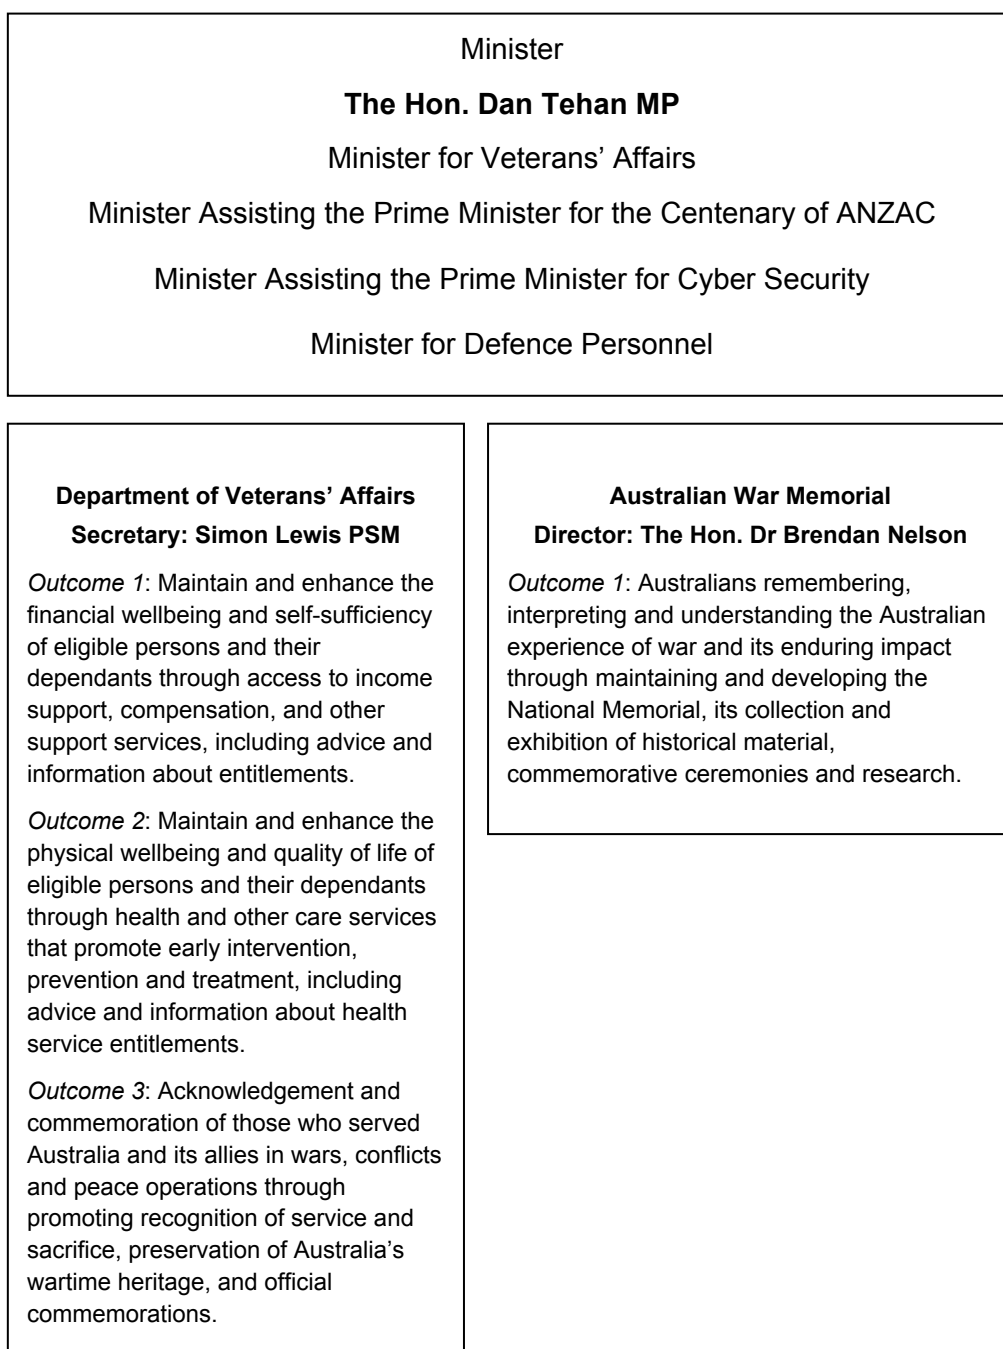 Minister
The Hon. Dan Tehan MP
Minister for Veterans’ Affairs
Minister Assisting the Prime Minister for the Centenary of ANZAC
Minister Assisting the Prime Minister for Cyber Security
Minister for Defence Personnel
Department of Veterans’ Affairs
Secretary: Simon Lewis PSM
Outcome 1: Maintain and enhance the
financial wellbeing and self-sufficiency
of eligible persons and their
dependants through access to income
support, compensation, and other
support services, including advice and
information about entitlements.
Outcome 2: Maintain and enhance the
physical wellbeing and quality of life of
eligible persons and their dependants
through health and other care services
that promote early intervention,
prevention and treatment, including
advice and information about health
service entitlements.
Outcome 3: Acknowledgement and
commemoration of those who served
Australia and its allies in wars, conflicts
and peace operations through
promoting recognition of service and
sacrifice, preservation of Australia’s
wartime heritage, and official
commemorations.
Australian War Memorial
Director: The Hon. Dr Brendan Nelson
Outcome 1: Australians remembering,
interpreting and understanding the Australian
experience of war and its enduring impact
through maintaining and developing the
National Memorial, its collection and
exhibition of historical material,
commemorative ceremonies and research.